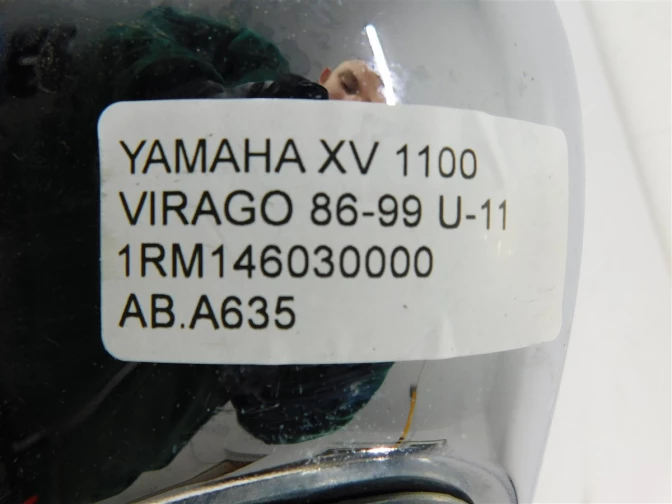 YAMAHA XV 1100
VIRAGO 86-99 U-11
1RM146030000
AB.A635